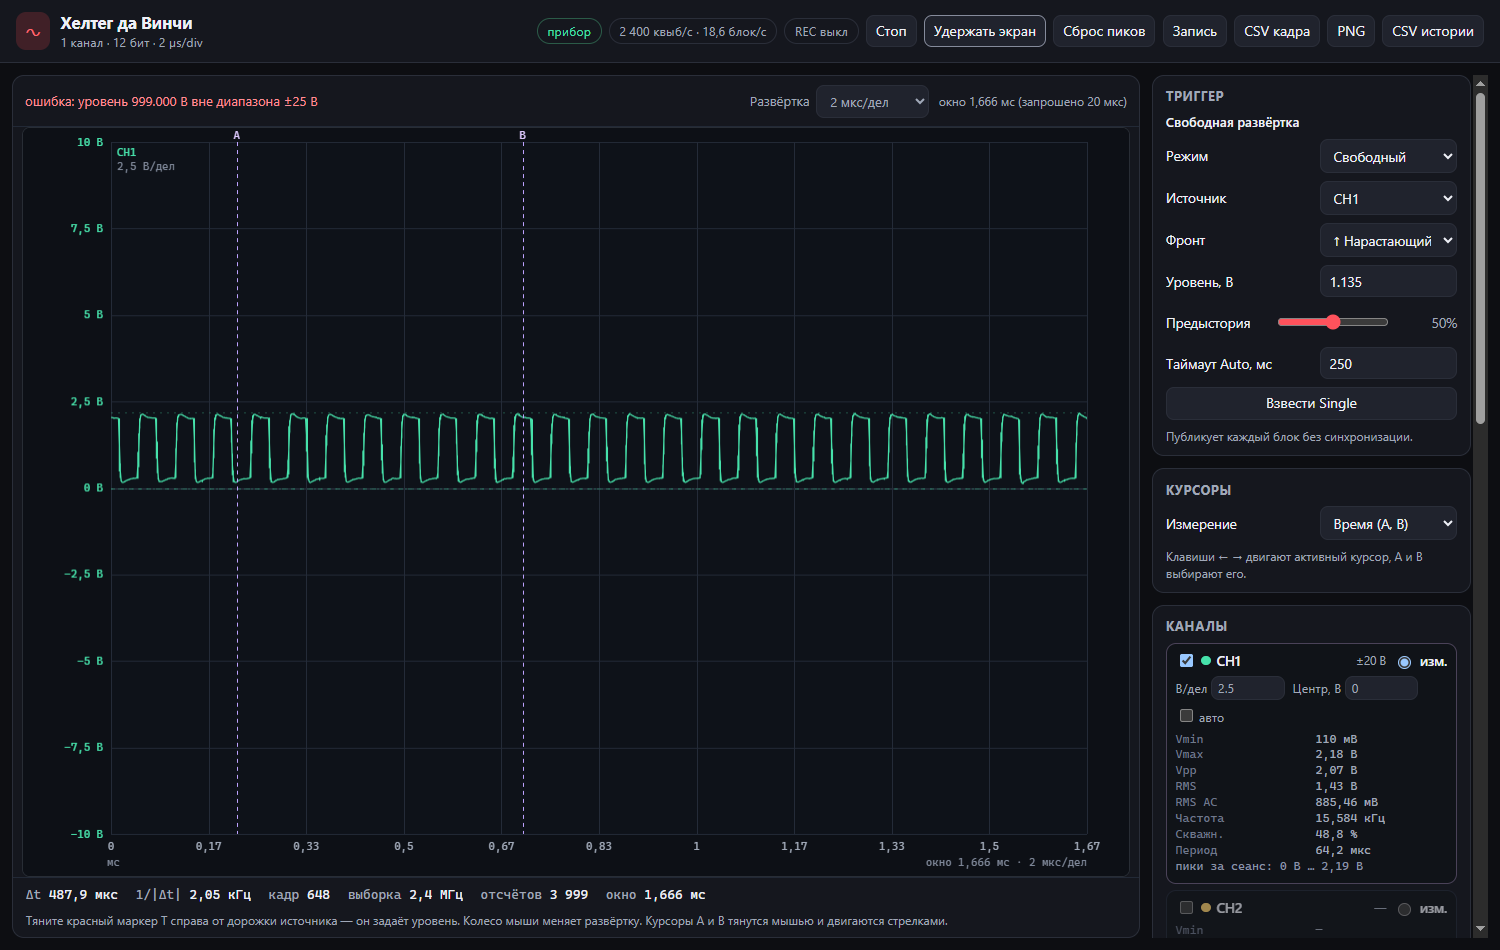 Хелтег да Винчи
1 канал · 12 бит · 2 µs/div
прибор
2 400 квыб/с · 18,6 блок/с
REC выкл
Стоп
Удержать экран
Сброс пиков
Запись
CSV кадра
PNG
CSV истории
ошибка: уровень 999.000 В вне диапазона ±25 В
Развёртка
2 мкс/дел
окно 1,666 мс (запрошено 20 мкс)
A
B
CH1
2,5 В/дел
10 В
7,5 В
5 В
2,5 В
0 В
−2,5 В
−5 В
−7,5 В
−10 В
0
0,17
0,33
0,5
0,67
0,83
1
1,17
1,33
1,5
1,67
мс
окно 1,666 мс · 2 мкс/дел
Δt 487,9 мкс 1/|Δt| 2,05 кГц кадр 648 выборка 2,4 МГц отсчётов 3 999 окно 1,666 мс
Тяните красный маркер T справа от дорожки источника — он задаёт уровень. Колесо мыши меняет развёртку. Курсоры A и B тянутся мышью и двигаются стрелками.
ТРИГГЕР
Свободная развёртка
Режим Свободный
Источник CH1
Фронт ↑ Нарастающий
Уровень, В 1.135
Предыстория 50%
Таймаут Auto, мс 250
Взвести Single
Публикует каждый блок без синхронизации.
КУРСОРЫ
Измерение Время (A, B)
Клавиши ← → двигают активный курсор, A и B
выбирают его.
КАНАЛЫ
CH1 ±20 В изм.
В/дел 2.5 Центр, В 0
авто
Vmin 110 мВ
Vmax 2,18 В
Vpp 2,07 В
RMS 1,43 В
RMS AC 885,46 мВ
Частота 15,584 кГц
Скважн. 48,8 %
Период 64,2 мкс
пики за сеанс: 0 В … 2,19 В
CH2 — изм.
Vmin —